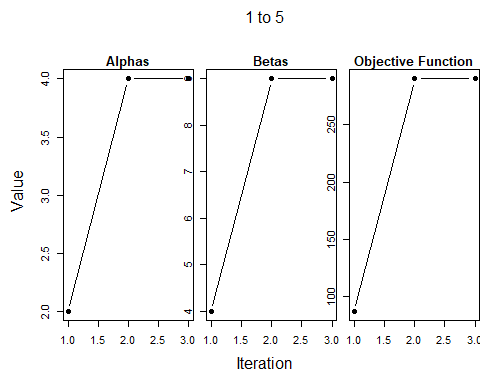 1 to 5
Alphas
Betas
Objective Function
Value
2.0 2.5 3.0 3.5 4.0
4 5 6 7 8
100 150 200 250
1.0 1.5 2.0 2.5 3.0
1.0 1.5 2.0 2.5 3.0
1.0 1.5 2.0 2.5 3.0
Iteration